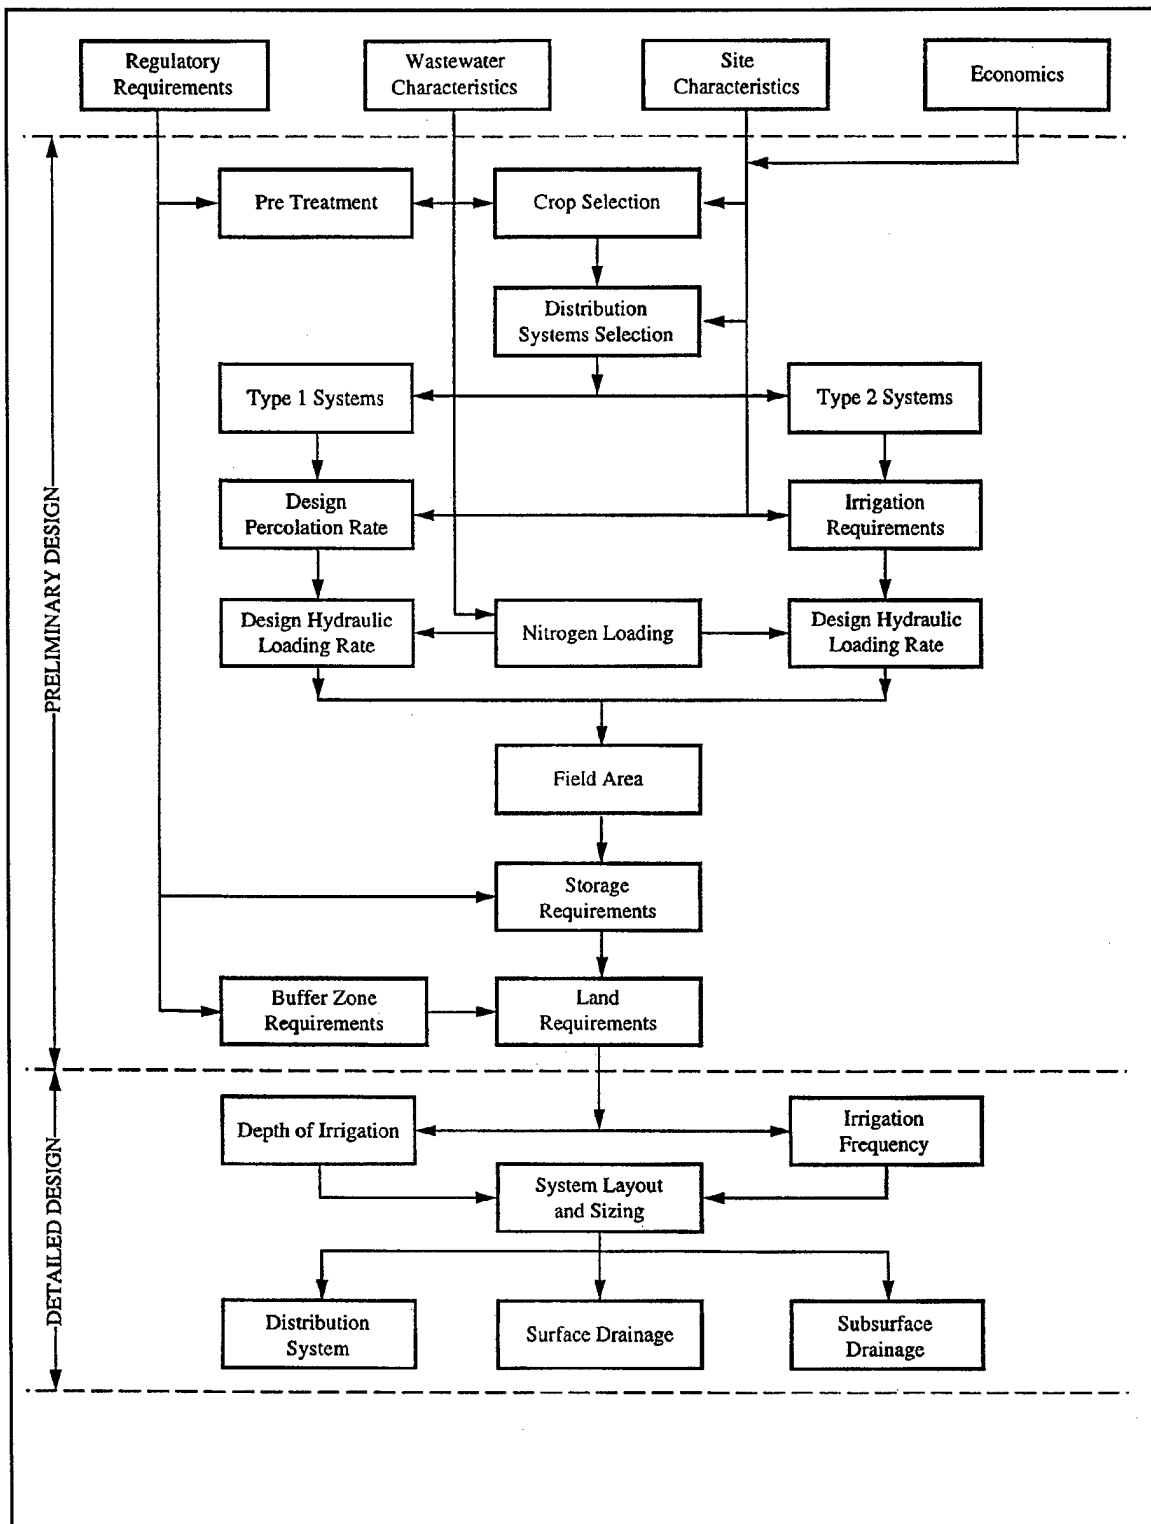 Regulatory
Requirements
Wastewater
Characteristics
Site
Characteristics
Economics
Pre Treatment
Crop Selection
Distribution
Systems Selection
Type 1 Systems
Type 2 Systems
Design
Percolation Rate
Irrigation
Requirements
Design Hydraulic
Loading Rate
Nitrogen Loading
Design Hydraulic
Loading Rate
Field Area
Storage
Requirements
Buffer Zone
Requirements
Land
Requirements
PRELIMINARY DESIGN
Depth of Irrigation
Irrigation
Frequency
System Layout
and Sizing
Distribution
System
Surface Drainage
Subsurface
Drainage
DETAILED DESIGN